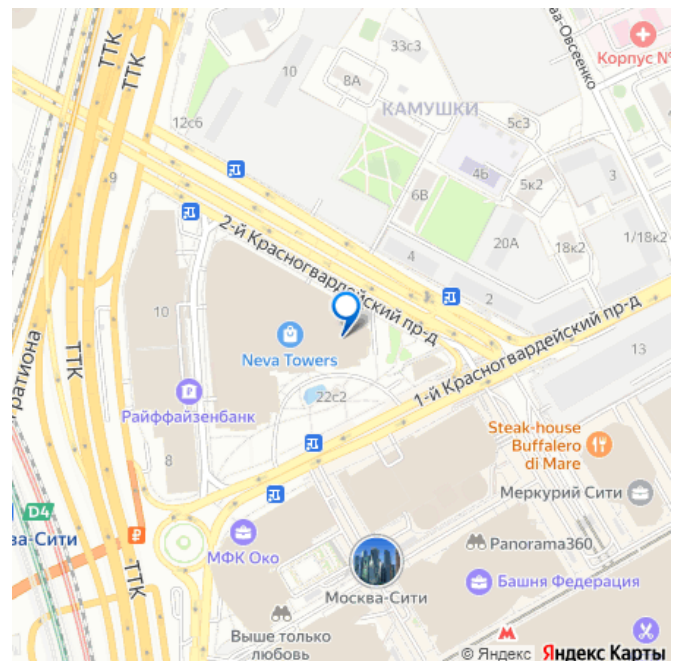 33с3
ТТК
ТТК
10
8А
ва-Овсеенко
Корпус №
КАМУШКИ
12с6
5с3
9
4б
5к2
3
6В
2-й Красногвардейский пр-д
20А
18к2
1/18к2
4
2
10
Neva Towers
1-й Красногвардейский пр-д
13
ТТК
гратиона
22с2
Райффайзенбанк
8
Steak-house
Buffalero
di Mare
Меркурий Сити
D4
ва-Сити
МФК Око
Panorama360
ТТК
Москва-Сити
Башня Федерация
Выше только
любовь
© Яндекс Яндекс Карты